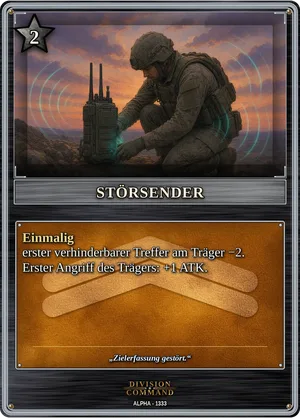 2
STÖRSENDER
Einmalig
erster verhinderbarer Treffer am Träger −2.
Erster Angriff des Trägers: +1 ATK.
„Zielerfassung gestört.“
DIVISION
COMMAND
ALPHA - 1333